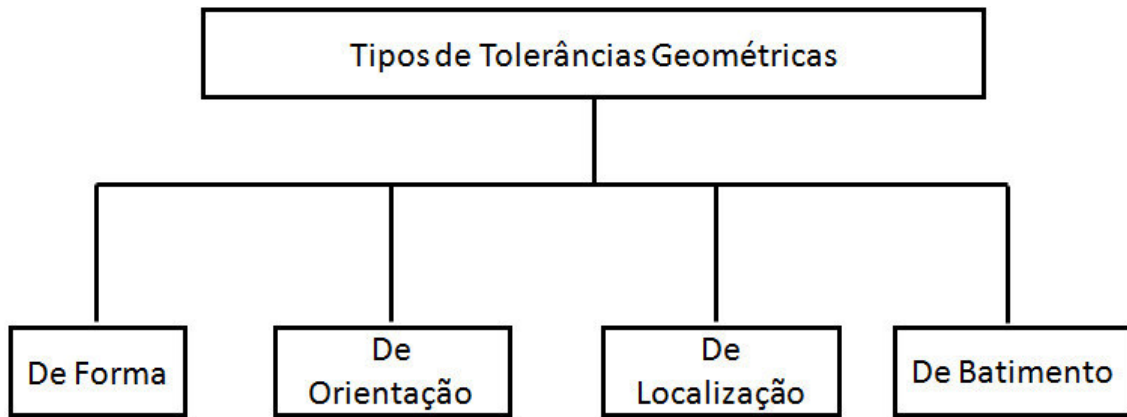 Tipos de Tolerâncias Geométricas
De Forma
De
Orientação
De
Localização
De Batimento